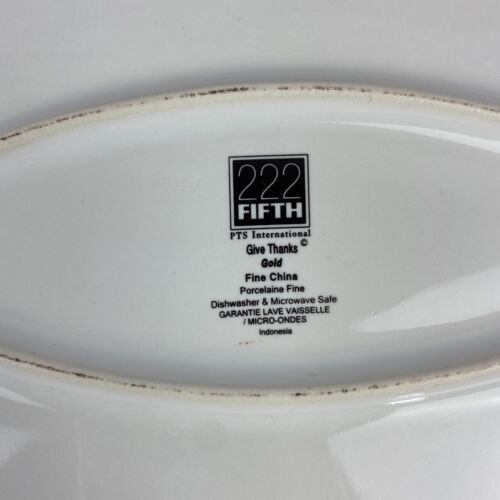 222
FIFTH
PTS International
Give Thanks ©
Gold
Fine China
Porcelaine Fine
Dishwasher & Microwave Safe
GARANTIE LAVE VAISSELLE
/ MICRO-ONDES
Indonesia